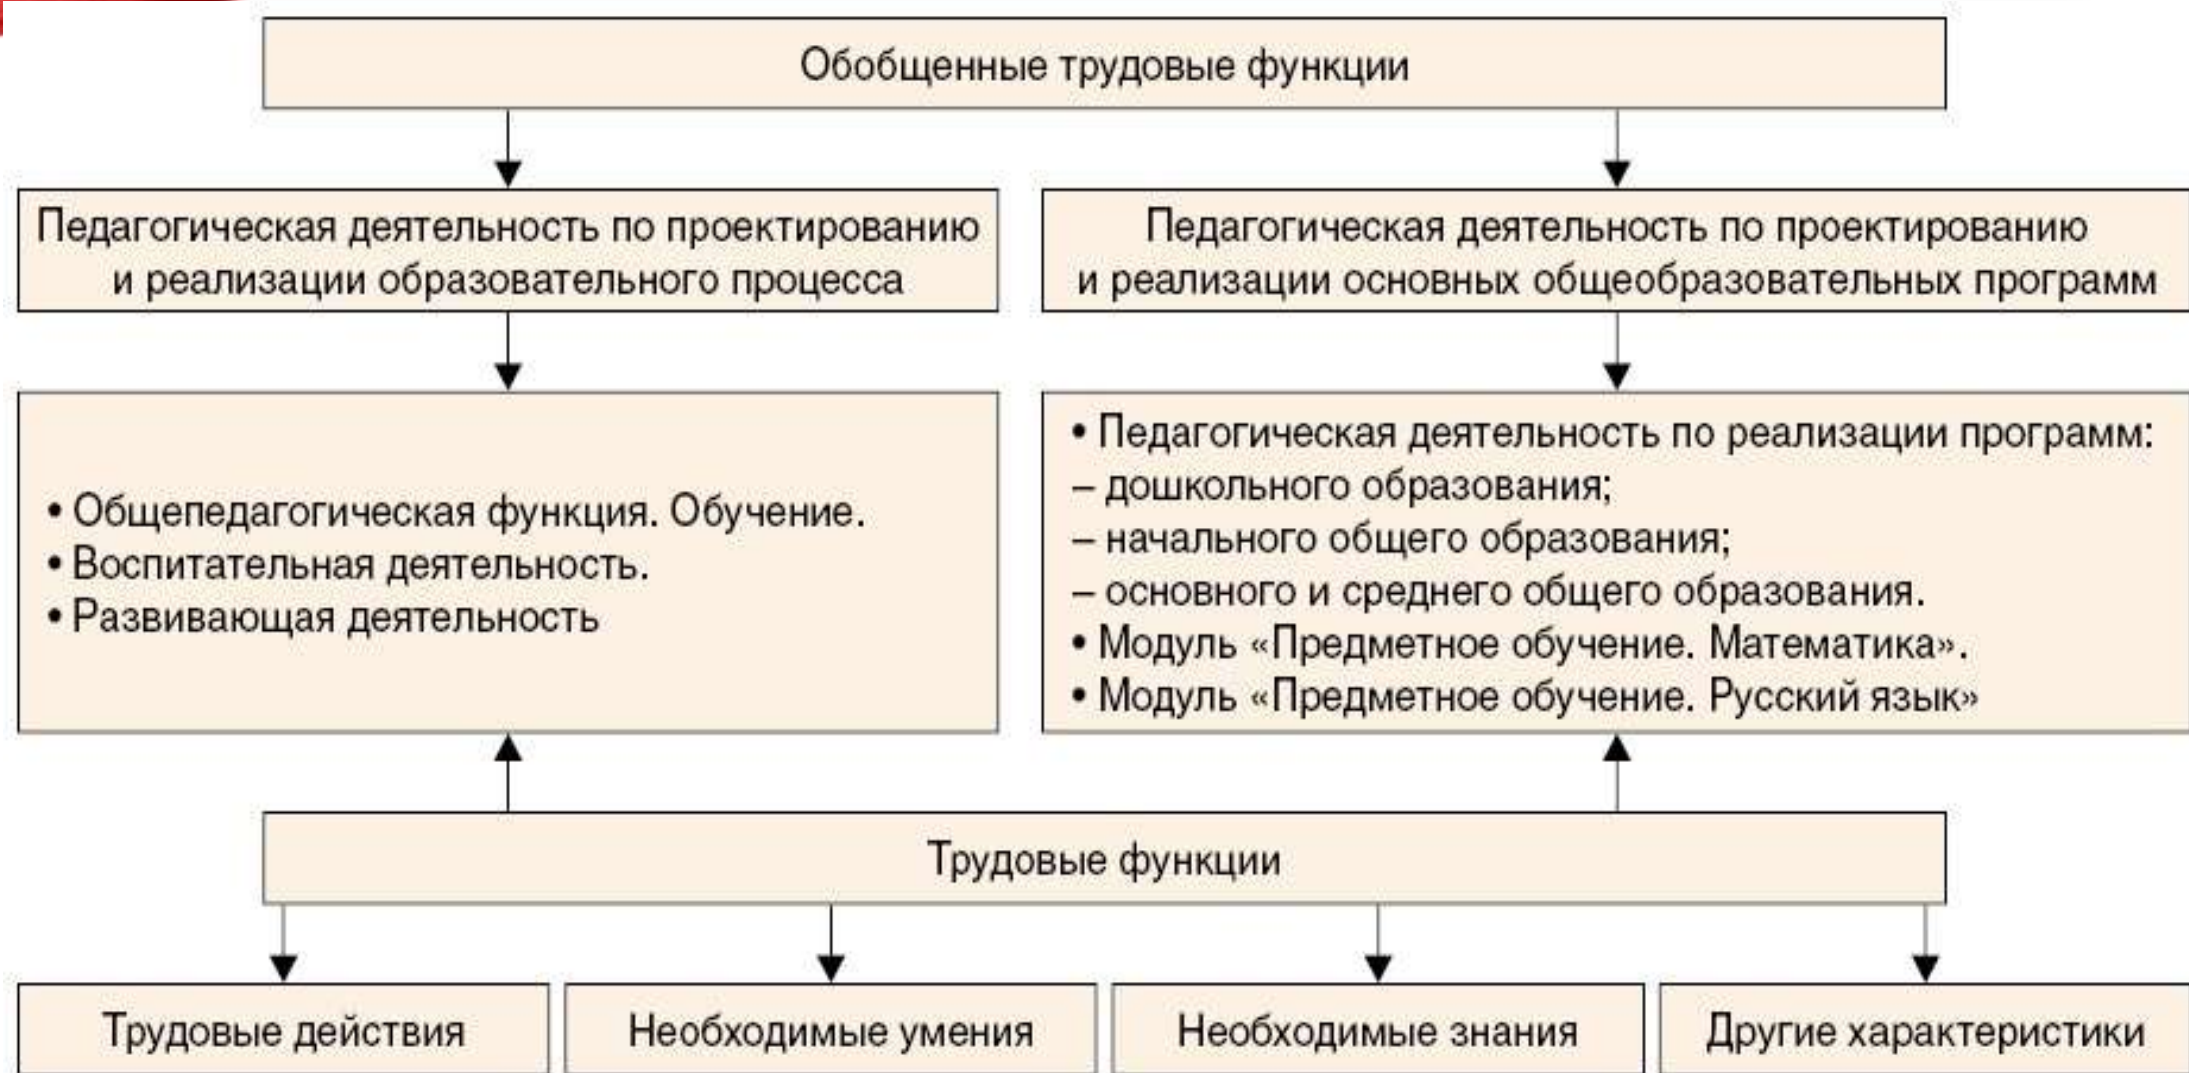 Обобщенные трудовые функции
Педагогическая деятельность по проектированию
и реализации образовательного процесса
Педагогическая деятельность по проектированию
и реализации основных общеобразовательных программ
• Общепедагогическая функция. Обучение.
• Воспитательная деятельность.
• Развивающая деятельность
• Педагогическая деятельность по реализации программ:
– дошкольного образования;
– начального общего образования;
– основного и среднего общего образования.
• Модуль «Предметное обучение. Математика».
• Модуль «Предметное обучение. Русский язык»
Трудовые функции
Трудовые действия
Необходимые умения
Необходимые знания
Другие характеристики